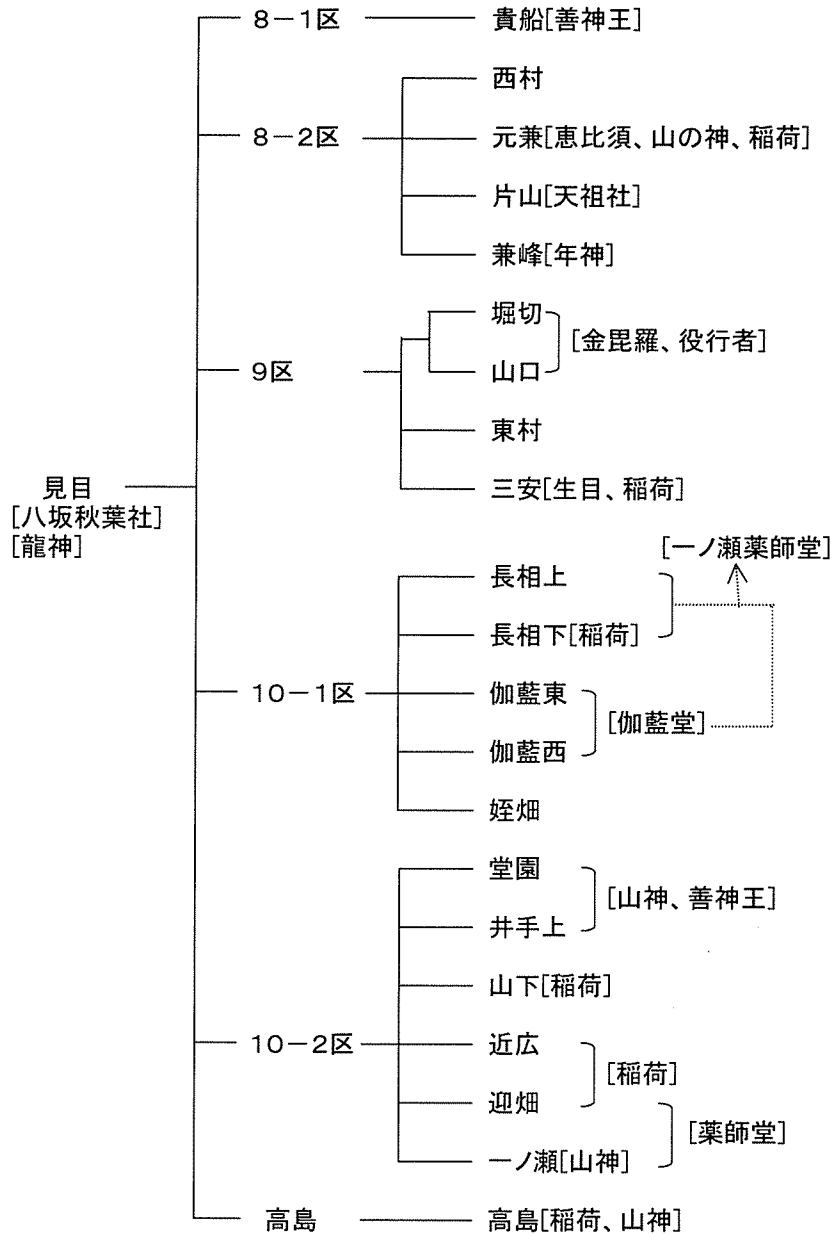 8－1区
貴船[善神王]
西村
8－2区
元兼[恵比須、山の神、稲荷]
片山[天祖社]
兼峰[年神]
堀切
[金毘羅、役行者]
9区
山口
東村
見目
三安[生目、稲荷]
[八坂秋葉社]
[龍神]
[一ノ瀬薬師堂]
長相上
長相下[稲荷]
10－1区
伽藍東
[伽藍堂]
伽藍西
姪畑
堂園
[山神、善神王]
井手上
山下[稲荷]
10－2区
近広
[稲荷]
迎畑
[薬師堂]
一ノ瀬[山神]
高島
高島[稲荷、山神]